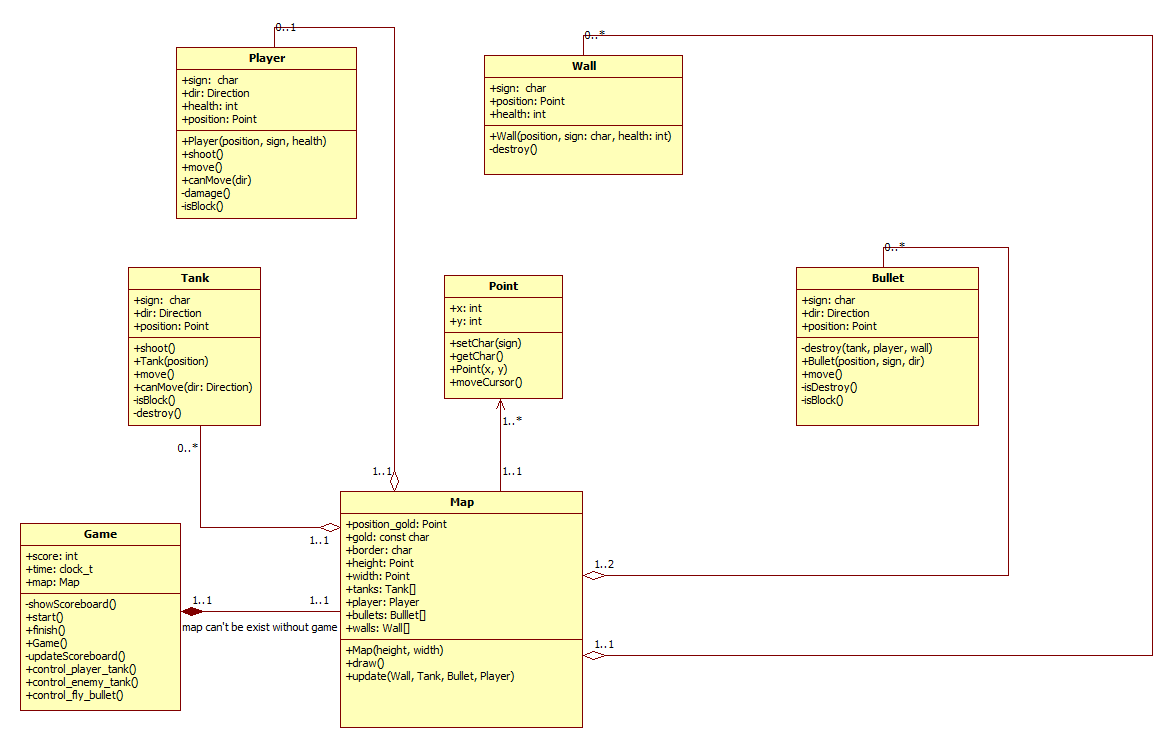 0..1
Player
+sign:  char
+dir: Direction
+health: int
+position: Point
+Player(position, sign, health)
+shoot()
+move()
+canMove(dir)
-damage()
-isBlock()
0..*
Wall
+sign:  char
+position: Point
+health: int
+Wall(position, sign: char, health: int)
-destroy()
Tank
+sign:  char
+dir: Direction
+position: Point
+shoot()
+Tank(position)
+move()
+canMove(dir: Direction)
-isBlock()
-destroy()
0..*
Point
+x: int
+y: int
+setChar(sign)
+getChar()
+Point(x, y)
+moveCursor()
1..*
1..1
0..*
Bullet
+sign: char
+dir: Direction
+position: Point
-destroy(tank, player, wall)
+Bullet(position, sign, dir)
+move()
-isDestroy()
-isBlock()
1..1
1..1
Game
+score: int
+time: clock_t
+map: Map
-showScoreboard()
+start()
+finish()
+Game()
-updateScoreboard()
+control_player_tank()
+control_enemy_tank()
+control_fly_bullet()
1..1
1..1
map can't be exist without game
Map
+position_gold: Point
+gold: const char
+border: char
+height: Point
+width: Point
+tanks: Tank[]
+player: Player
+bullets: Bullet[]
+walls: Wall[]
+Map(height, width)
+draw()
+update(Wall, Tank, Bullet, Player)
1..2
1..1